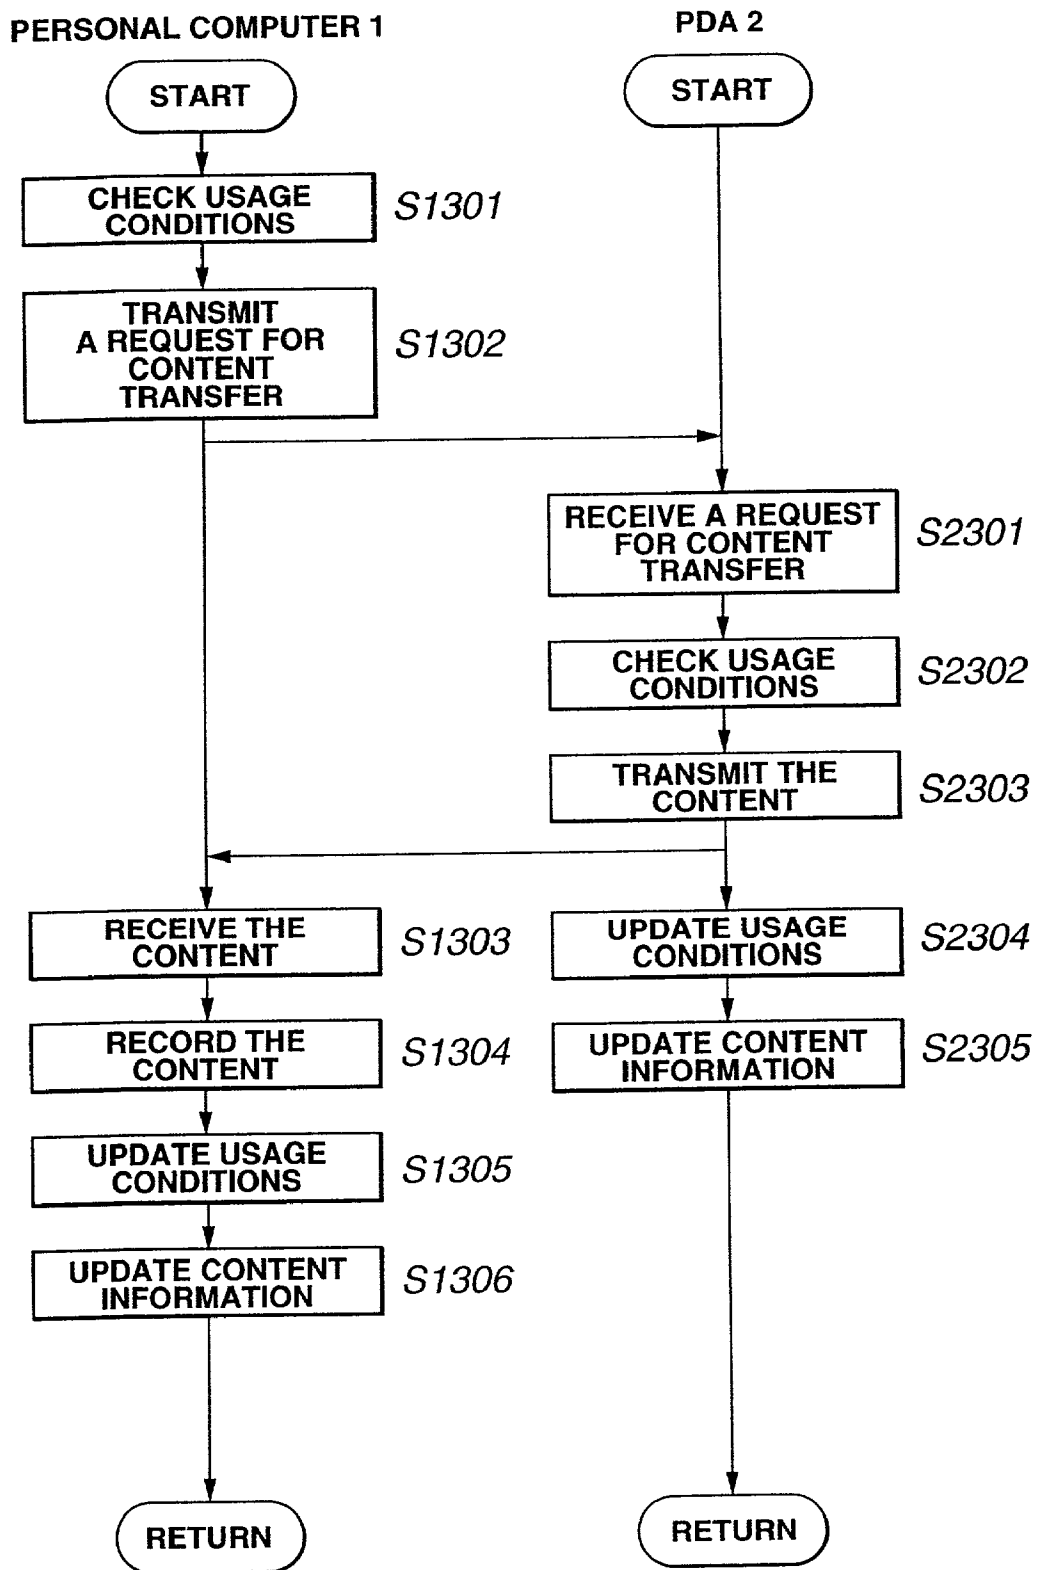 PERSONAL COMPUTER 1
START
CHECK USAGE
CONDITIONS
S1301
TRANSMIT
A REQUEST FOR
CONTENT
TRANSFER
S1302
RECEIVE THE
CONTENT
S1303
RECORD THE
CONTENT
S1304
UPDATE USAGE
CONDITIONS
S1305
UPDATE CONTENT
INFORMATION
S1306
RETURN
PDA 2
START
RECEIVE A REQUEST
FOR CONTENT
TRANSFER
S2301
CHECK USAGE
CONDITIONS
S2302
TRANSMIT THE
CONTENT
S2303
UPDATE USAGE
CONDITIONS
S2304
UPDATE CONTENT
INFORMATION
S2305
RETURN